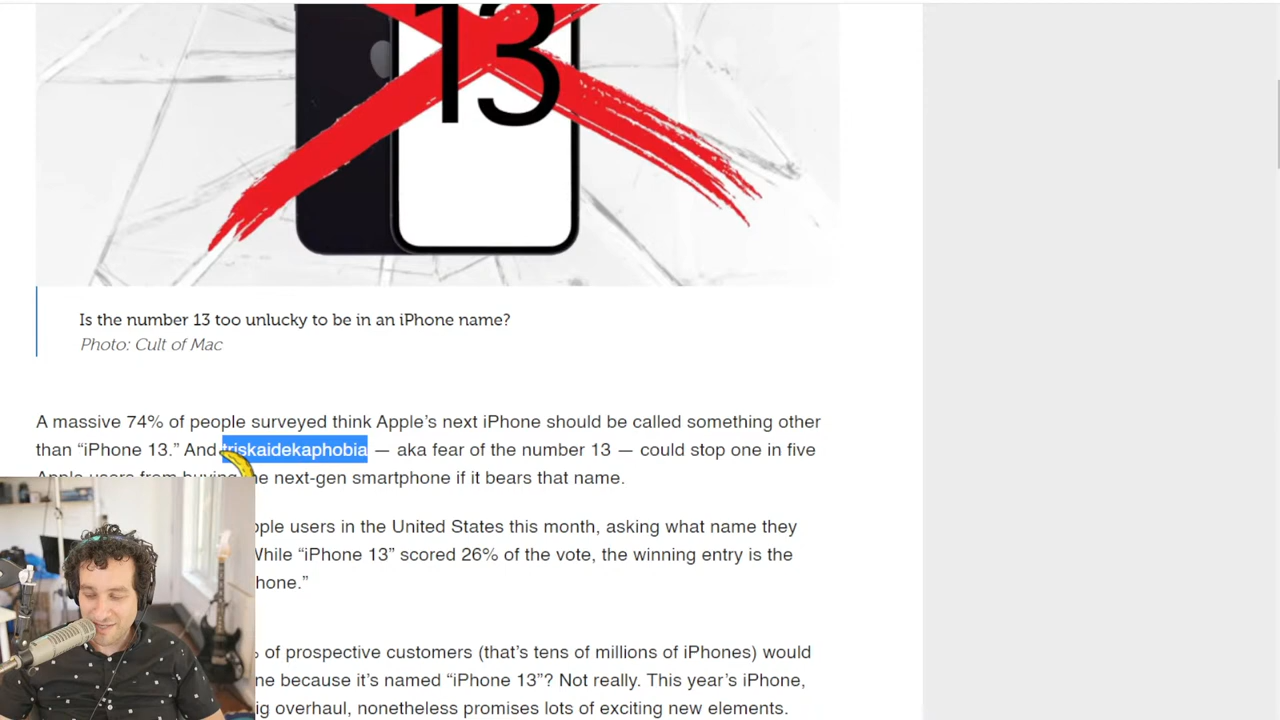 13
Is the number 13 too unlucky to be in an iPhone name?
Photo: Cult of Mac
A massive 74% of people surveyed think Apple’s next iPhone should be called something other
than “iPhone 13.” And triskaidekaphobia — aka fear of the number 13 — could stop one in five
Apple users from buying the next-gen smartphone if it bears that name.
users in the United States this month, asking what name they
While “iPhone 13” scored 26% of the vote, the winning entry is the
of prospective customers (that’s tens of millions of iPhones) would
because it’s named “iPhone 13”? Not really. This year’s iPhone,
overhaul, nonetheless promises lots of exciting new elements.